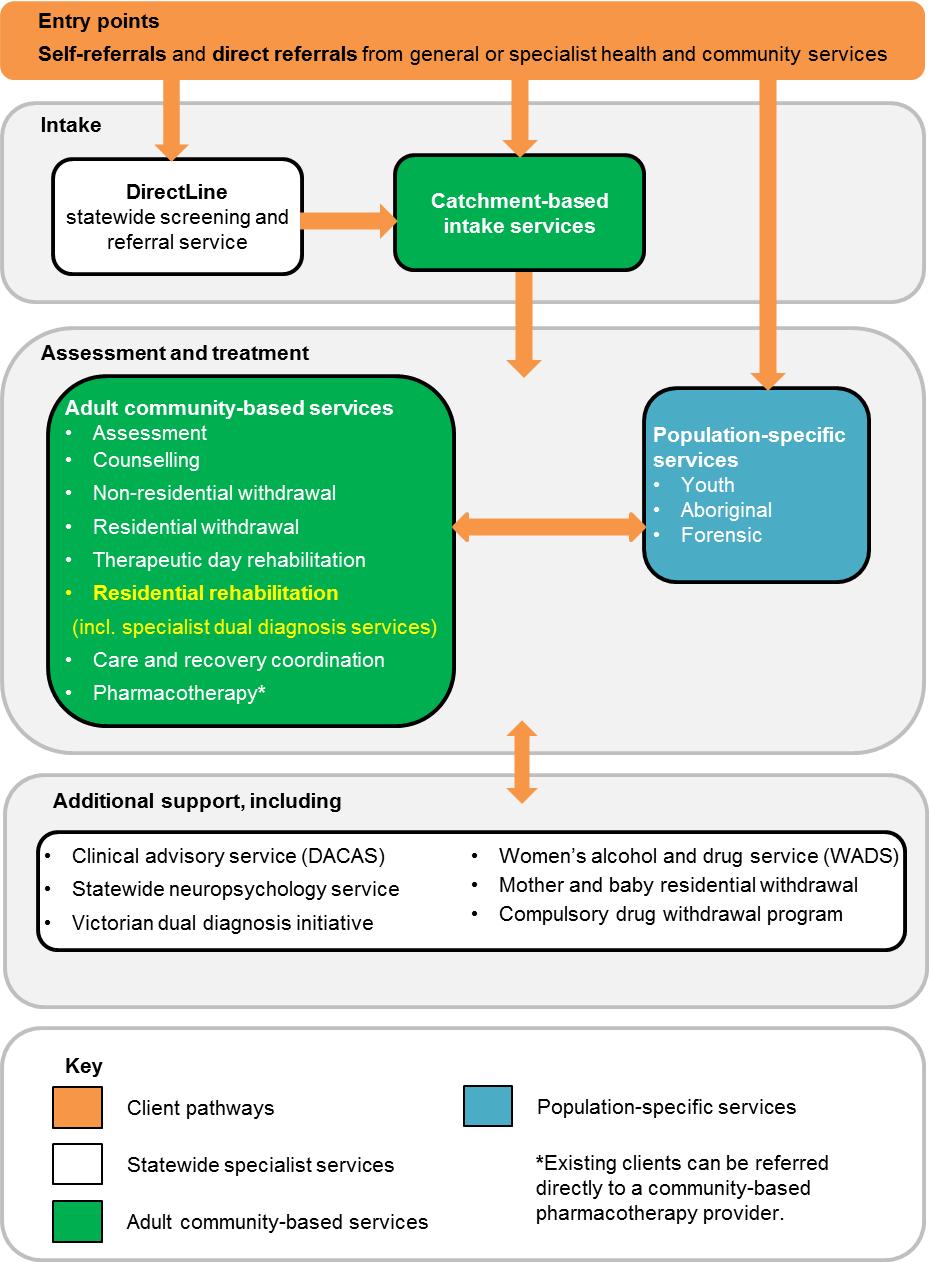 Entry points
Self-referrals and direct referrals from general or specialist health and community services
Intake
DirectLine
statewide screening and
referral service
Catchment-based
intake services
Assessment and treatment
Adult community-based services
• Assessment
• Counselling
• Non-residential withdrawal
• Residential withdrawal
• Therapeutic day rehabilitation
• Residential rehabilitation
(incl. specialist dual diagnosis services)
• Care and recovery coordination
• Pharmacotherapy*
Population-specific
services
• Youth
• Aboriginal
• Forensic
Additional support, including
• Clinical advisory service (DACAS)
• Statewide neuropsychology service
• Victorian dual diagnosis initiative
• Women’s alcohol and drug service (WADS)
• Mother and baby residential withdrawal
• Compulsory drug withdrawal program
Key
Client pathways
Statewide specialist services
Adult community-based services
Population-specific services
*Existing clients can be referred
directly to a community-based
pharmacotherapy provider.